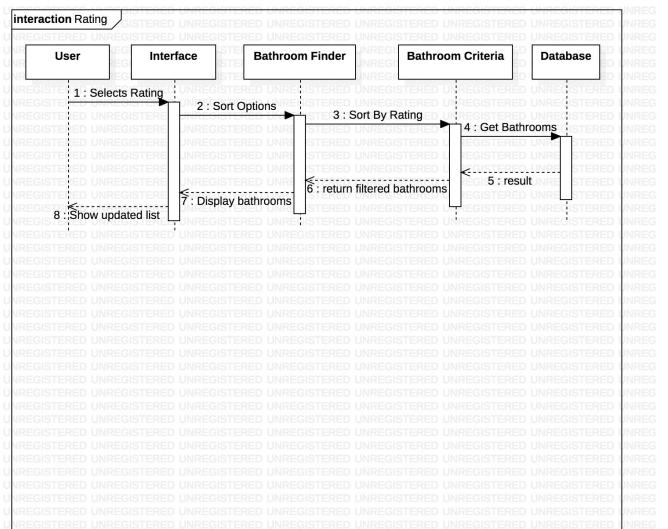 interaction Rating
User
Interface
Bathroom Finder
Bathroom Criteria
Database
1 : Selects Rating
2 : Sort Options
3 : Sort By Rating
4 : Get Bathrooms
5 : result
6 : return filtered bathrooms
7 : Display bathrooms
8 : Show updated list
UNREGISTERED